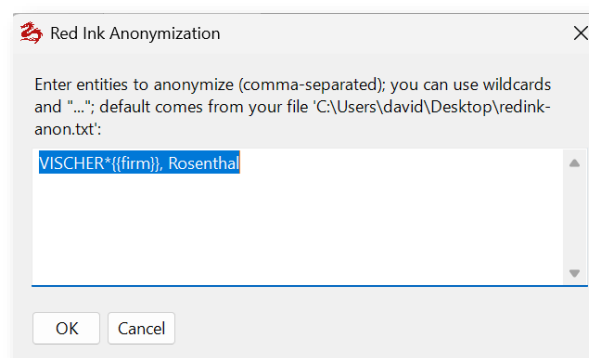 Red Ink Anonymization
Enter entities to anonymize (comma-separated); you can use wildcards
and "..."; default comes from your file 'C:\Users\david\Desktop\redink-
anon.txt':
VISCHER*{{firm}}, Rosenthal
OK Cancel